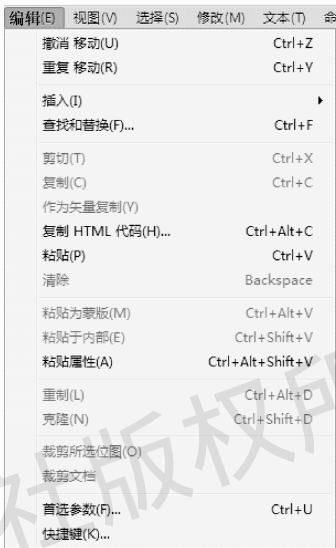 编辑(E) 视图(V) 选择(S) 修改(M) 文本(T) 命
撤消 移动(U) Ctrl+Z
重复 移动(R) Ctrl+Y
插入(I)
查找和替换(F)... Ctrl+F
剪切(T) Ctrl+X
复制(C) Ctrl+C
作为矢量复制(Y)
复制 HTML 代码(H)... Ctrl+Alt+C
粘贴(P) Ctrl+V
清除 Backspace
粘贴为蒙版(M) Ctrl+Alt+V
粘贴于内部(E) Ctrl+Shift+V
粘贴属性(A) Ctrl+Alt+Shift+V
重制(L) Ctrl+Alt+D
克隆(N) Ctrl+Shift+D
裁剪所选位图(O)
裁剪文档
首选参数(F)... Ctrl+U
快捷键(K)...
社版权所